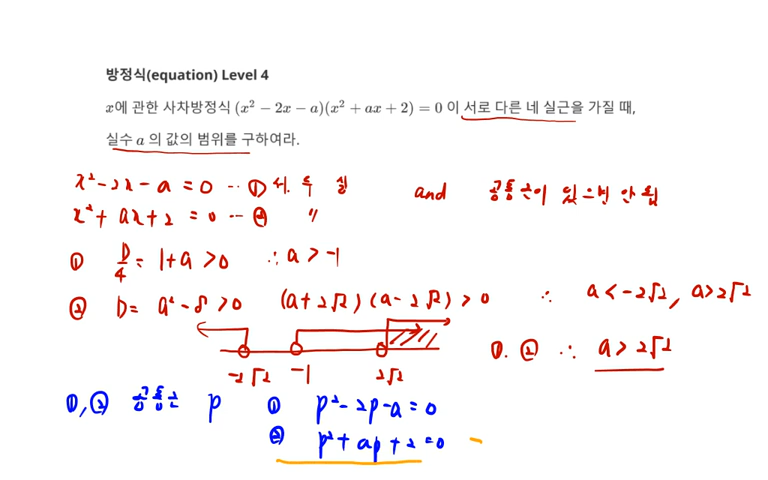 방정식(equation) Level 4
x에 관한 사차방정식 (x² − 2x − a)(x² + ax + 2) = 0 이 서로 다른 네 실근을 가질 때,
실수 a 의 값의 범위를 구하여라.
x²-2x-a=0 ... ① 서. 두 실 and 공통근이 있으면 안됨
x²+ax+2=0 ... ② 〃
① D/4 = 1+a>0 ∴ a>-1
② D= a²-8>0 (a+2√2)(a-2√2)>0 ∴ a<-2√2, a>2√2
-2√2 -1 2√2
①. ② ∴ a>2√2
①,② 공통근 p ① p²-2p-a=0
② p²+ap+2=0 -